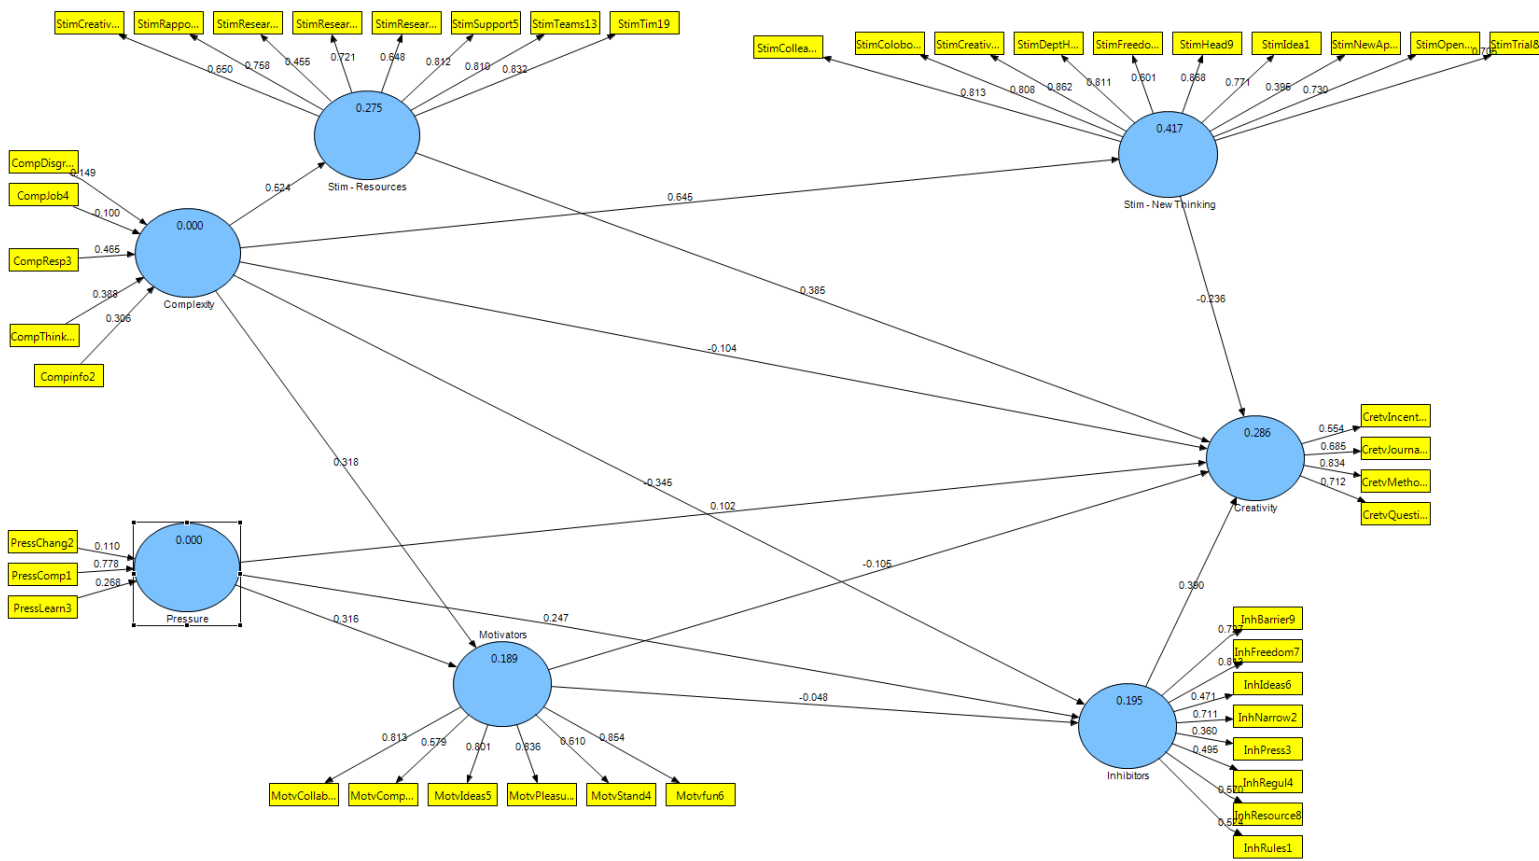 StimCreativ...
StimRappo...
StimResear...
StimResear...
StimResear...
StimSupport5
StimTeams13
StimTim19
0.650
0.758
0.455
0.721
0.648
0.812
0.810
0.832
0.275
Stim - Resources
StimCollea...
StimColobo...
StimCreativ...
StimDeptH...
StimFreedo...
StimHead9
StimIdea1
StimNewAp...
StimOpen...
StimTrial8
0.813
0.808
0.862
0.811
0.601
0.868
0.771
0.395
0.730
0.705
0.417
Stim - New Thinking
CompDisgr...
CompJob4
CompResp3
CompThink...
Compinfo2
0.149
0.100
0.465
0.388
0.306
0.000
Complexity
0.524
0.645
0.385
-0.104
-0.236
0.318
-0.345
0.286
Creativity
CretvIncent...
CretvJourna...
CretvMetho...
CretvQuesti...
0.554
0.685
0.834
0.712
PressChang2
PressComp1
PressLearn3
0.110
0.778
0.268
0.000
Pressure
0.102
0.316
0.247
-0.105
0.390
-0.048
Motivators
0.189
0.813
0.579
0.801
0.836
0.610
0.854
MotvCollab...
MotvComp...
MotvIdeas5
MotvPleasu...
MotvStand4
Motvfun6
0.195
Inhibitors
0.471
0.711
0.360
0.495
0.570
0.524
InhBarrier9
InhFreedom7
InhIdeas6
InhNarrow2
InhPress3
InhRegul4
InhResource8
InhRules1